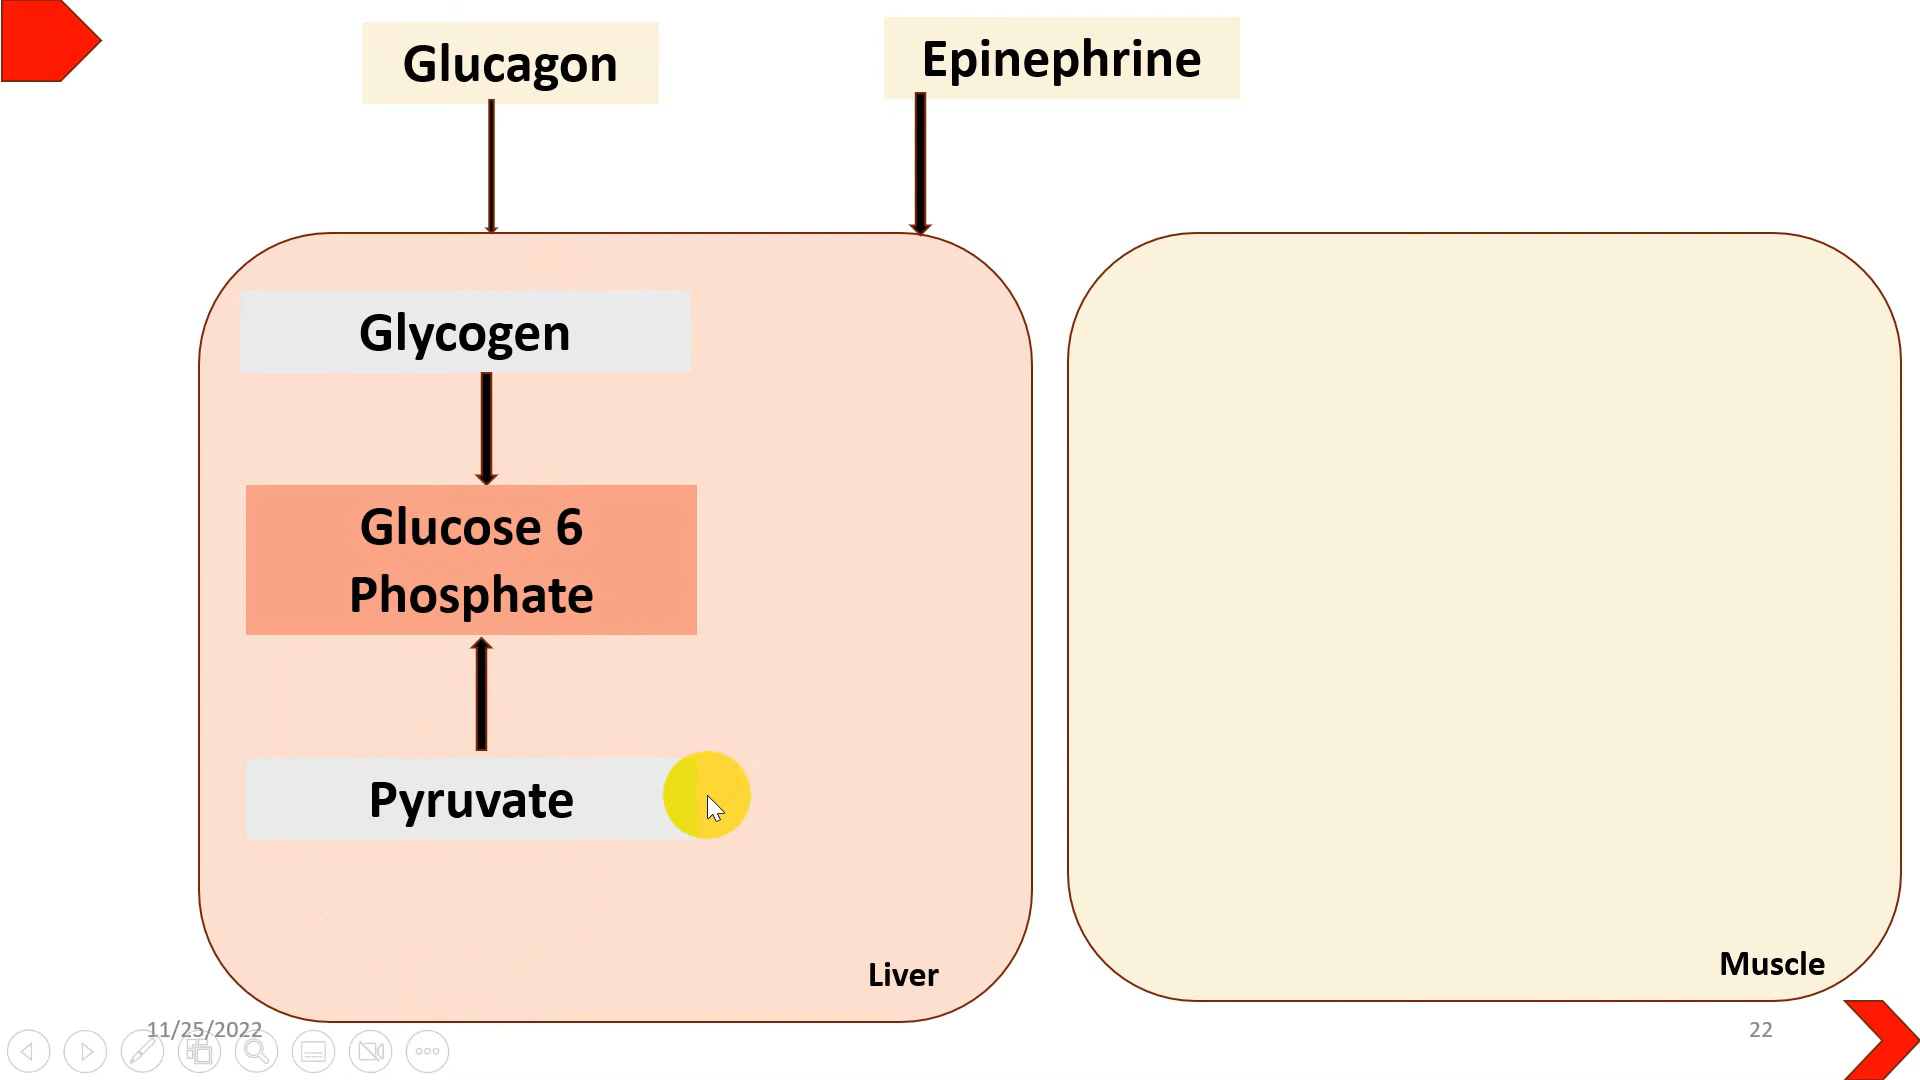 Glucagon
Epinephrine
Glycogen
Glucose 6
Phosphate
Pyruvate
Liver
Muscle
11/25/2022
22